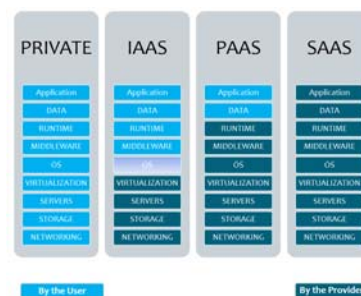 PRIVATE IAAS PAAS SAAS
Application Application Application Application
DATA DATA DATA DATA
RUNTIME RUNTIME RUNTIME RUNTIME
MIDDLEWARE MIDDLEWARE MIDDLEWARE MIDDLEWARE
OS OS OS OS
VIRTUALIZATION VIRTUALIZATION VIRTUALIZATION VIRTUALIZATION
SERVERS SERVERS SERVERS SERVERS
STORAGE STORAGE STORAGE STORAGE
NETWORKING NETWORKING NETWORKING NETWORKING
By the User By the Provider